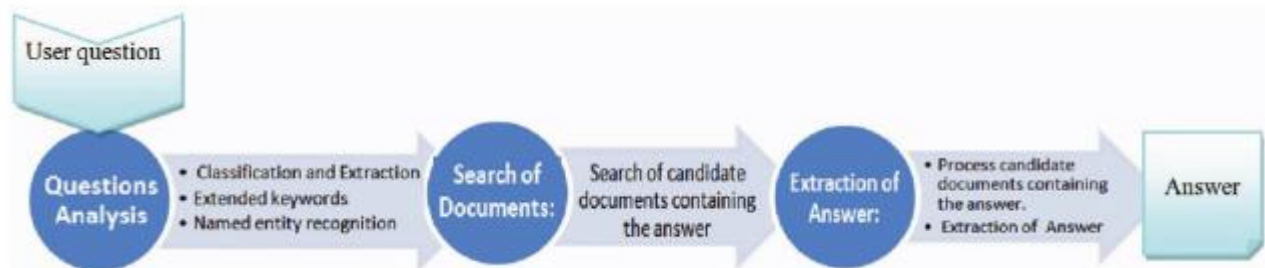 User question
Questions
Analysis
• Classification and Extraction
• Extended keywords
• Named entity recognition
Search of
Documents:
Search of candidate
documents containing
the answer
Extraction of
Answer:
• Process candidate
documents containing
the answer.
• Extraction of Answer
Answer